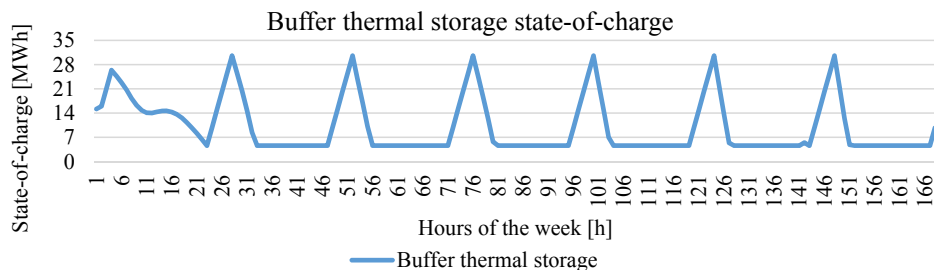 Buffer thermal storage state-of-charge
State-of-charge [MWh]
35
28
21
14
7
0
1 6 11 16 21 26 31 36 41 46 51 56 61 66 71 76 81 86 91 96 101 106 111 116 121 126 131 136 141 146 151 156 161 166
Hours of the week [h]
Buffer thermal storage